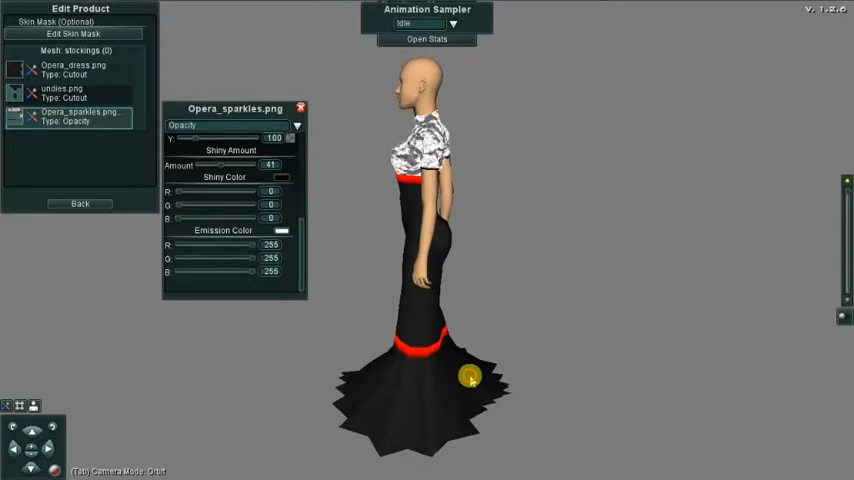 Edit Product
Skin Mask (Optional)
Edit Skin Mask
Mesh: stockings (0)
Opera_dress.png
Type: Cutout
undies.png
Type: Cutout
Opera_sparkles.png...
Type: Opacity
Back
Opera_sparkles.png
Opacity
Y: 100
Shiny Amount
Amount 41
Shiny Color
R: 0
G: 0
B: 0
Emission Color
R: 255
G: 255
B: 255
Animation Sampler
Idle
Open Stats
V. 1.2.6
(Tab) Camera Mode: Orbit